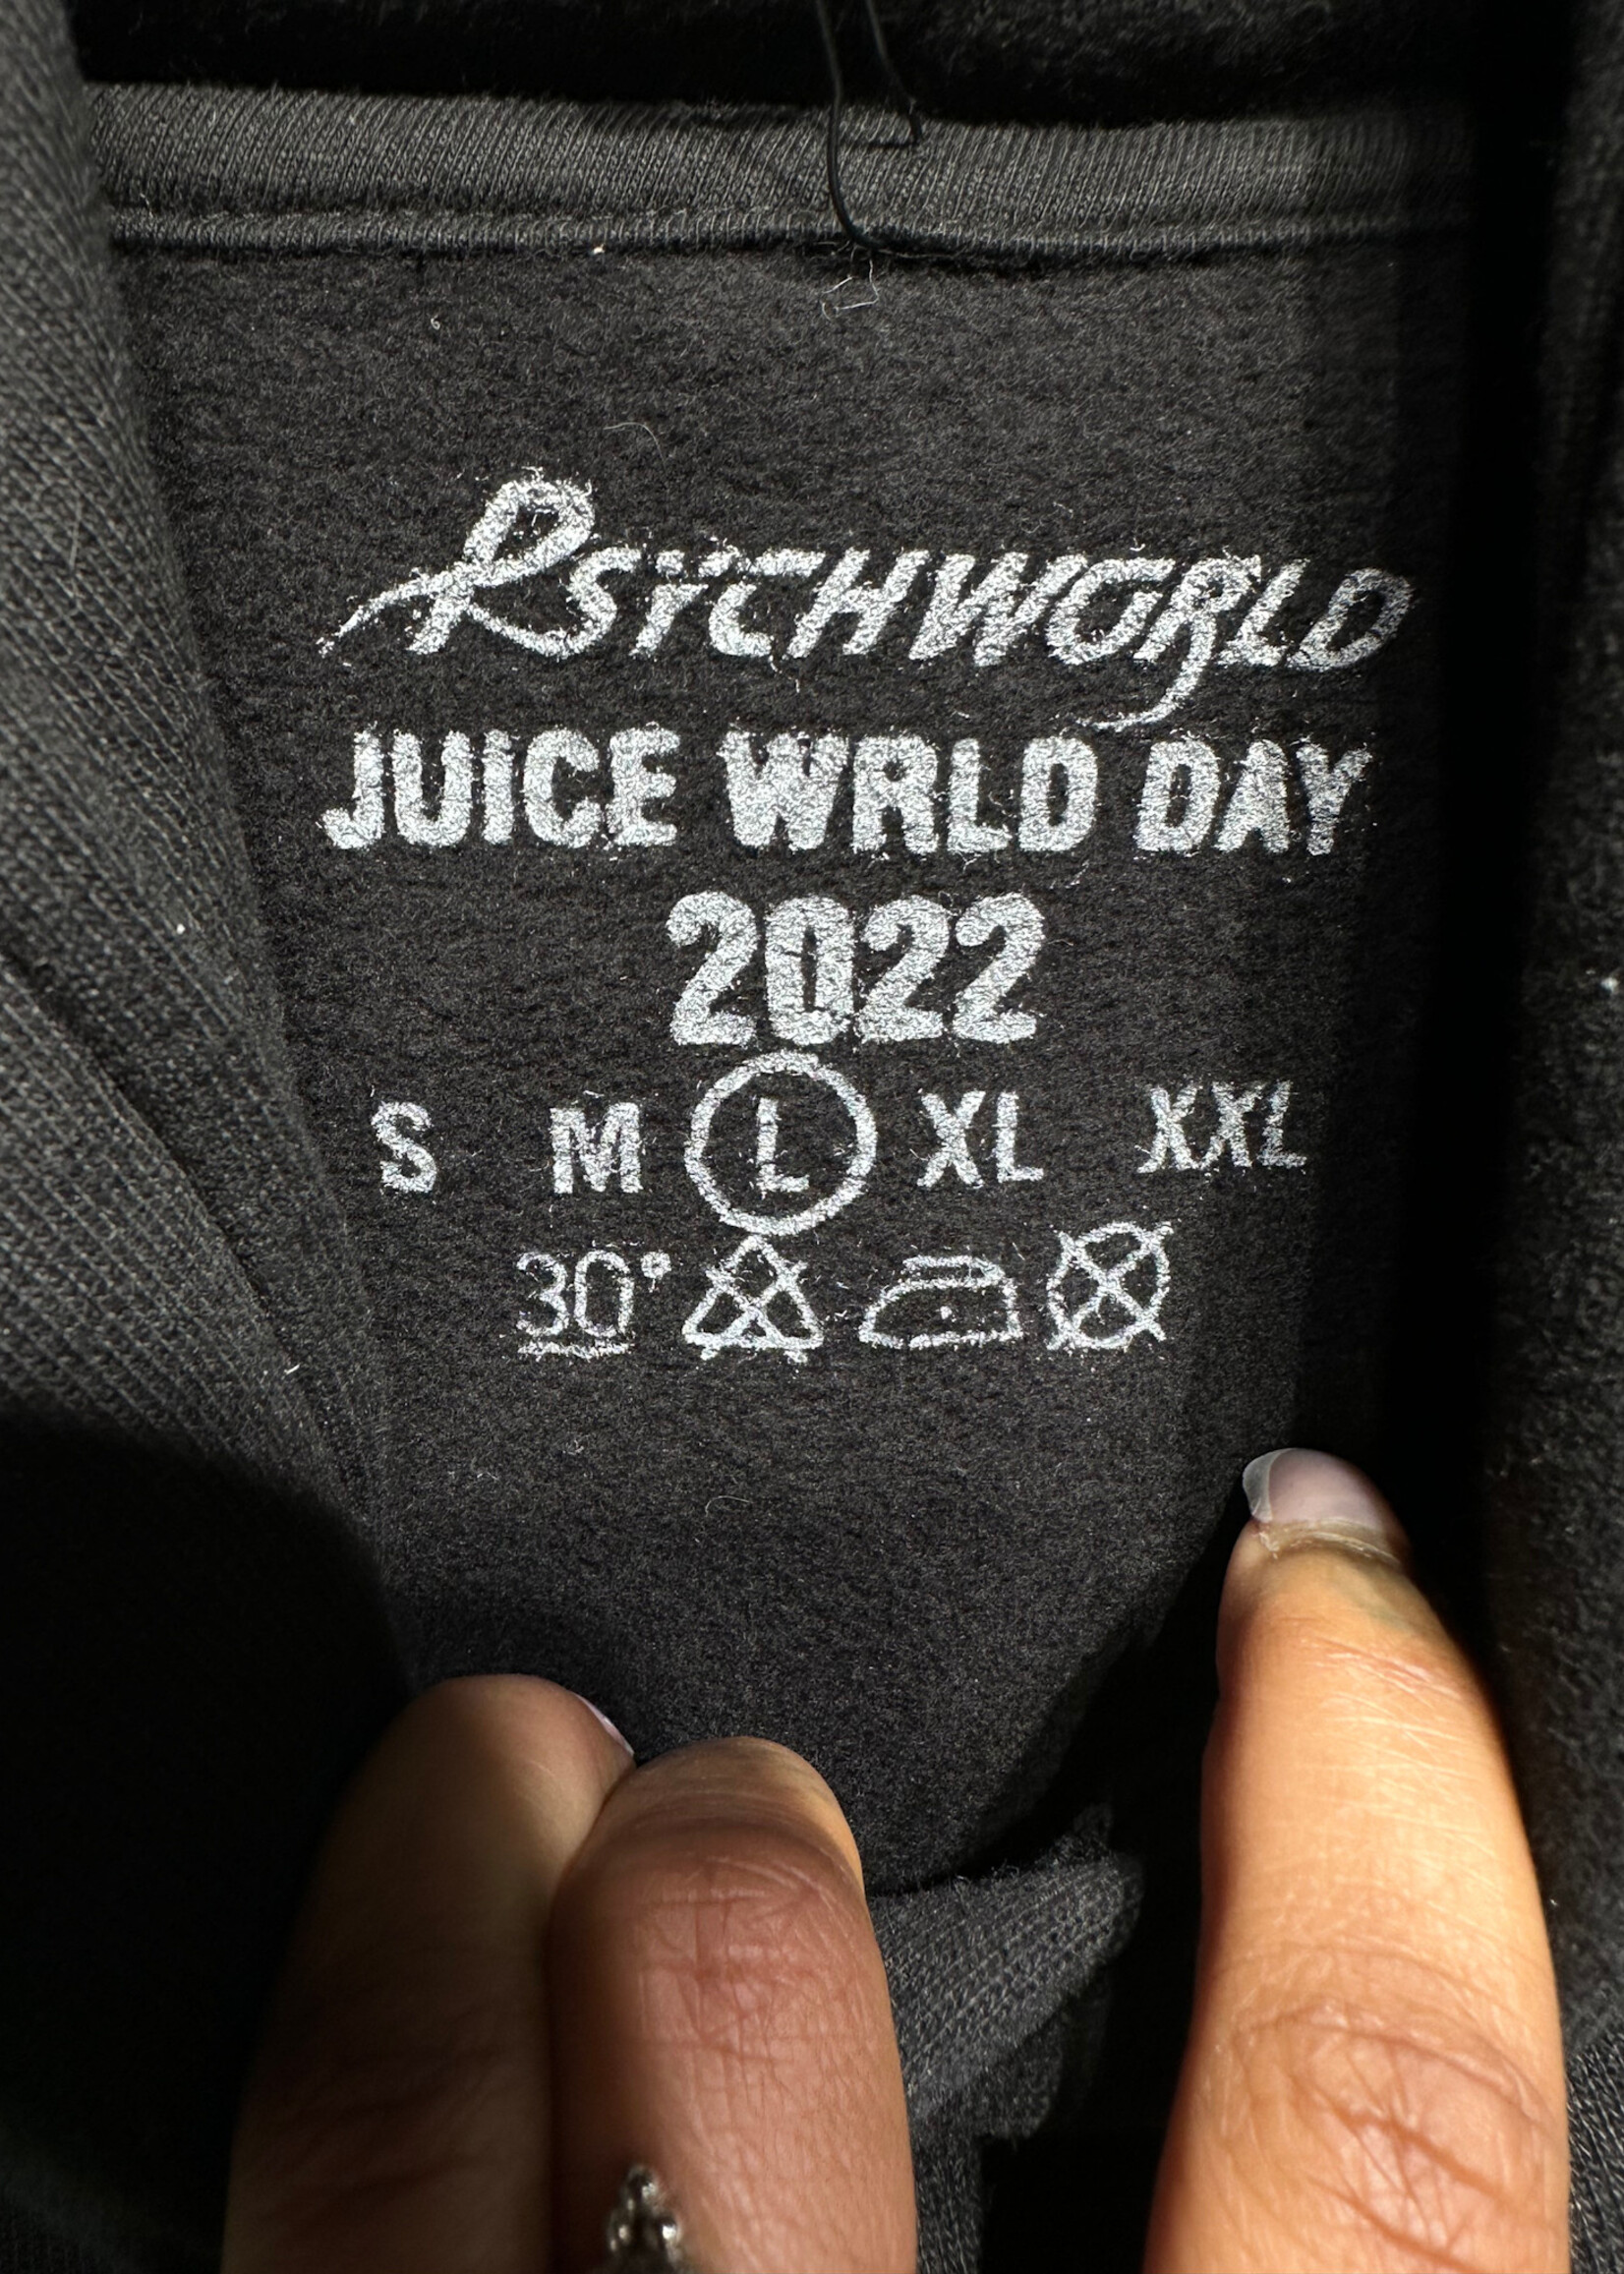 PSYCHWORLD
JUICE WRLD DAY
2022
S M L XL XXL
30°